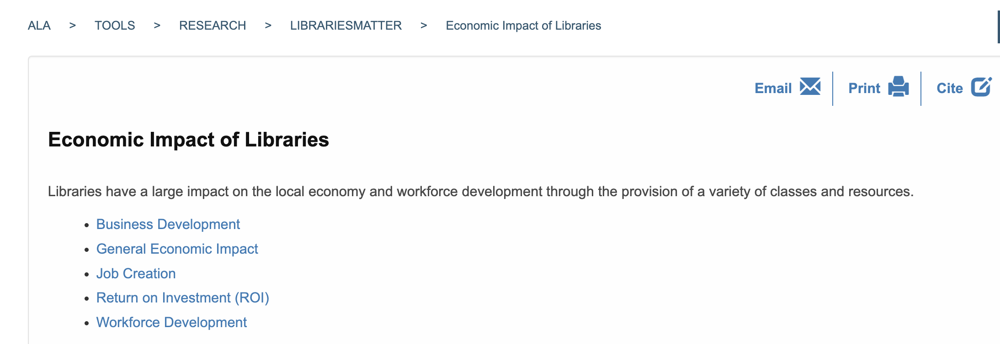 ALA > TOOLS > RESEARCH > LIBRARIESMATTER > Economic Impact of Libraries
Email Print Cite
Economic Impact of Libraries
Libraries have a large impact on the local economy and workforce development through the provision of a variety of classes and resources.
• Business Development
• General Economic Impact
• Job Creation
• Return on Investment (ROI)
• Workforce Development